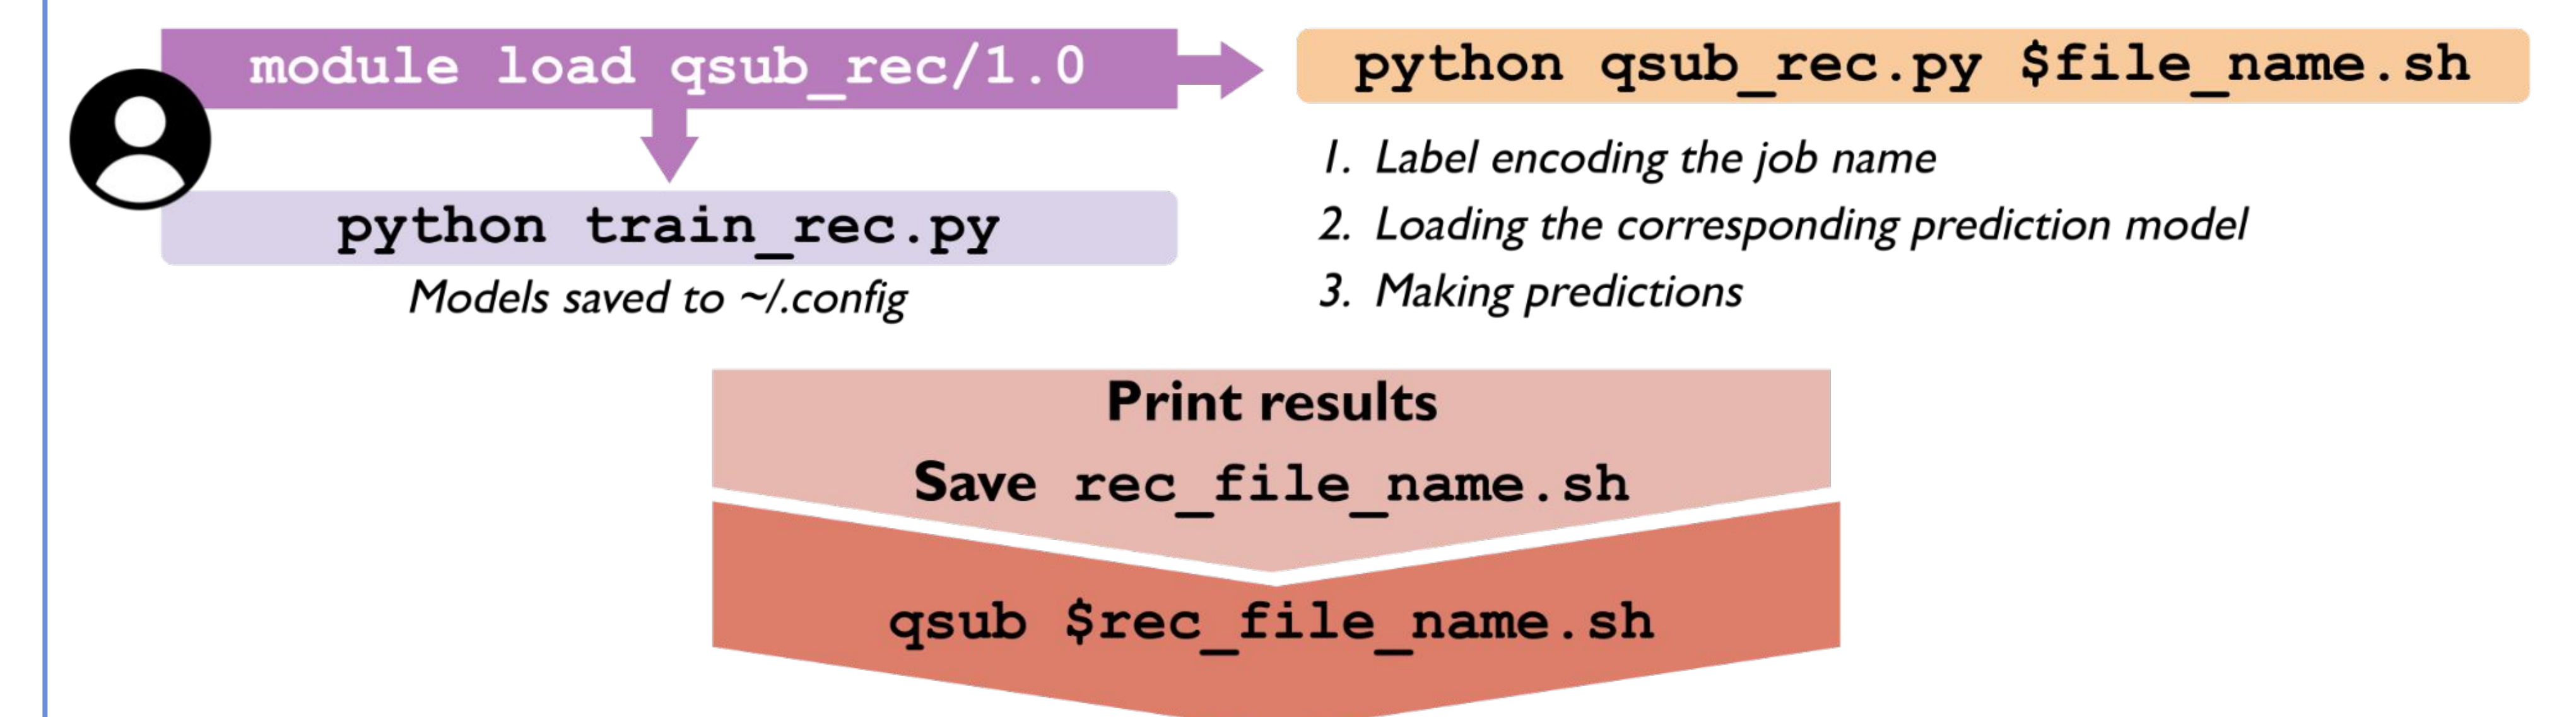 module load qsub_rec/1.0
python train_rec.py
Models saved to ~/.config
python qsub_rec.py $file_name.sh
1. Label encoding the job name
2. Loading the corresponding prediction model
3. Making predictions
Print results
Save rec_file_name.sh
qsub $rec_file_name.sh